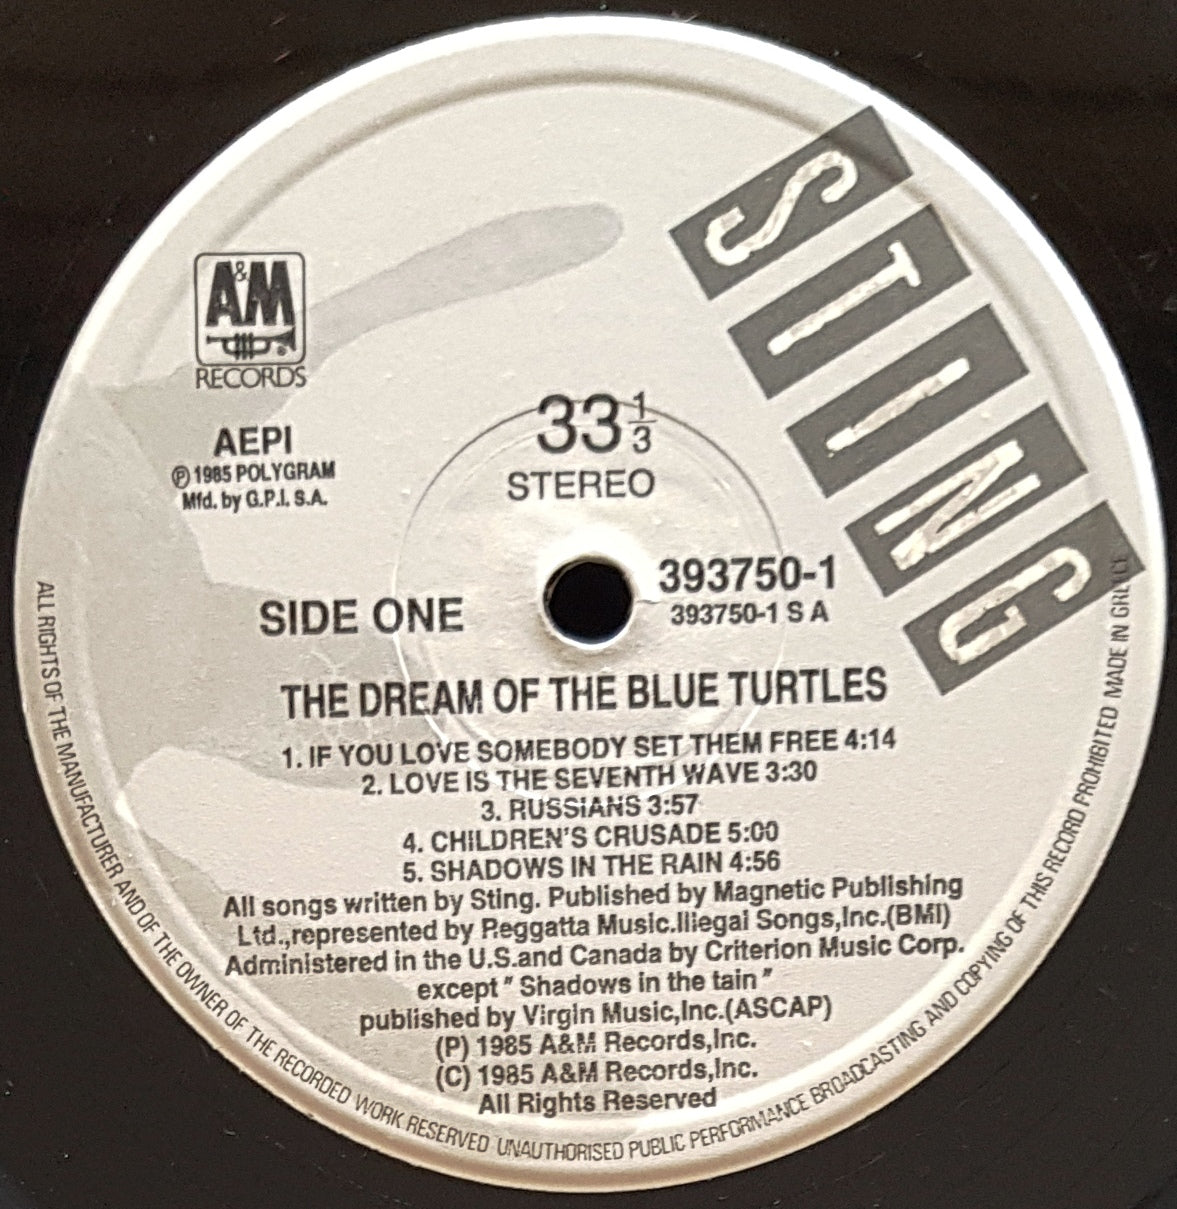 STING
A&M
RECORDS
AEPI
℗ 1985 POLYGRAM
Mfd. by G.P.I. S.A.
33 1/3
STEREO
393750-1
393750-1 S A
SIDE ONE
THE DREAM OF THE BLUE TURTLES
1. IF YOU LOVE SOMEBODY SET THEM FREE 4:14
2. LOVE IS THE SEVENTH WAVE 3:30
3. RUSSIANS 3:57
4. CHILDREN'S CRUSADE 5:00
5. SHADOWS IN THE RAIN 4:56
All songs written by Sting. Published by Magnetic Publishing
Ltd.,represented by Reggatta Music.Illegal Songs,Inc.(BMI)
Administered in the U.S.and Canada by Criterion Music Corp.
except " Shadows in the tain "
published by Virgin Music,Inc.(ASCAP)
(P) 1985 A&M Records,Inc.
(C) 1985 A&M Records,Inc.
All Rights Reserved
ALL RIGHTS OF THE MANUFACTURER AND OF THE OWNER OF THE RECORDED WORK RESERVED UNAUTHORISED PUBLIC PERFORMANCE BROADCASTING AND COPYING OF THIS RECORD PROHIBITED MADE IN GREECE